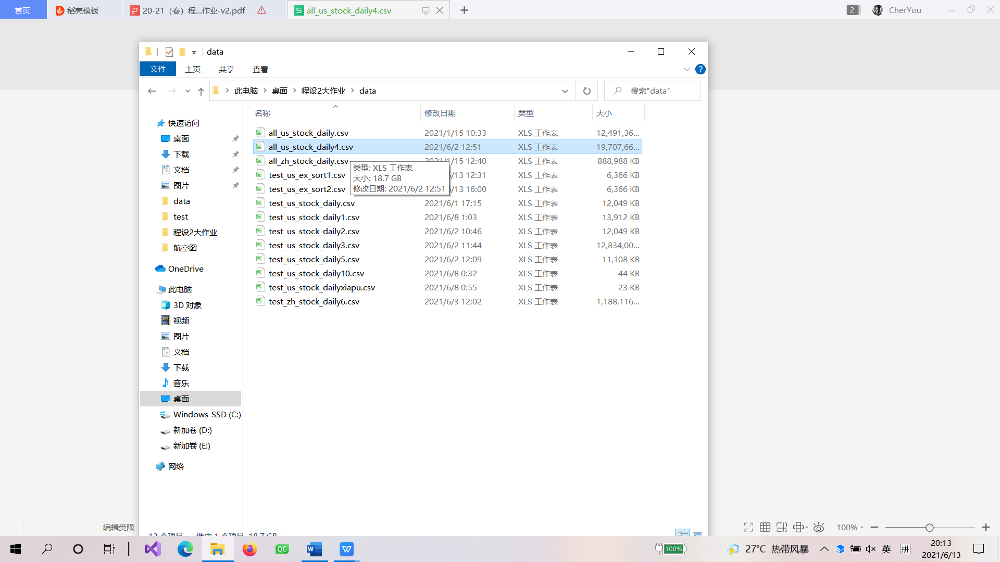 首页
稻壳模板
20-21（春）程...作业-v2.pdf
all_us_stock_daily4.csv
2
CherYou
data
文件 主页 共享 查看
此电脑 > 桌面 > 程设2大作业 > data
搜索"data"
名称 修改日期 类型 大小
all_us_stock_daily.csv 2021/1/15 10:33 XLS 工作表 12,491,36...
all_us_stock_daily4.csv 2021/6/2 12:51 XLS 工作表 19,707,66...
all_zh_stock_daily.csv /1/15 12:40 XLS 工作表 888,988 KB
test_us_ex_sort1.csv /13 12:31 XLS 工作表 6,366 KB
test_us_ex_sort2.csv /13 16:00 XLS 工作表 6,366 KB
test_us_stock_daily.csv 2021/6/1 17:15 XLS 工作表 12,049 KB
test_us_stock_daily1.csv 2021/6/8 1:03 XLS 工作表 13,912 KB
test_us_stock_daily2.csv 2021/6/2 10:46 XLS 工作表 12,049 KB
test_us_stock_daily3.csv 2021/6/2 11:44 XLS 工作表 12,834,00...
test_us_stock_daily5.csv 2021/6/2 12:09 XLS 工作表 11,108 KB
test_us_stock_daily10.csv 2021/6/8 0:32 XLS 工作表 44 KB
test_us_stock_dailyxiapu.csv 2021/6/8 0:55 XLS 工作表 23 KB
test_zh_stock_daily6.csv 2021/6/3 12:02 XLS 工作表 1,188,116...
类型: XLS 工作表
大小: 18.7 GB
修改日期: 2021/6/2 12:51
快速访问
桌面
下载
文档
图片
data
test
程设2大作业
航空图
OneDrive
此电脑
3D 对象
视频
图片
文档
下载
音乐
桌面
Windows-SSD (C:)
新加卷 (D:)
新加卷 (E:)
网络
13 个项目 选中 1 个项目 18.7 GB
编辑受限
100%
QC
100%
27°C 热带风暴
英
拼
20:13
2021/6/13